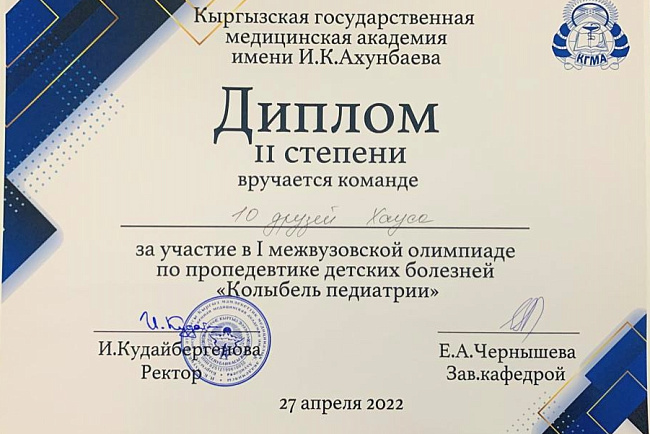 Кыргызская государственная
медицинская академия
имени И.К.Ахунбаева
КГМА
Диплом
II степени
вручается команде
10 друзей Хауса
за участие в I межвузовской олимпиаде
по пропедевтике детских болезней
«Колыбель педиатрии»
И.Кудайбергенова
Ректор
Е.А.Чернышева
Зав.кафедрой
27 апреля 2022